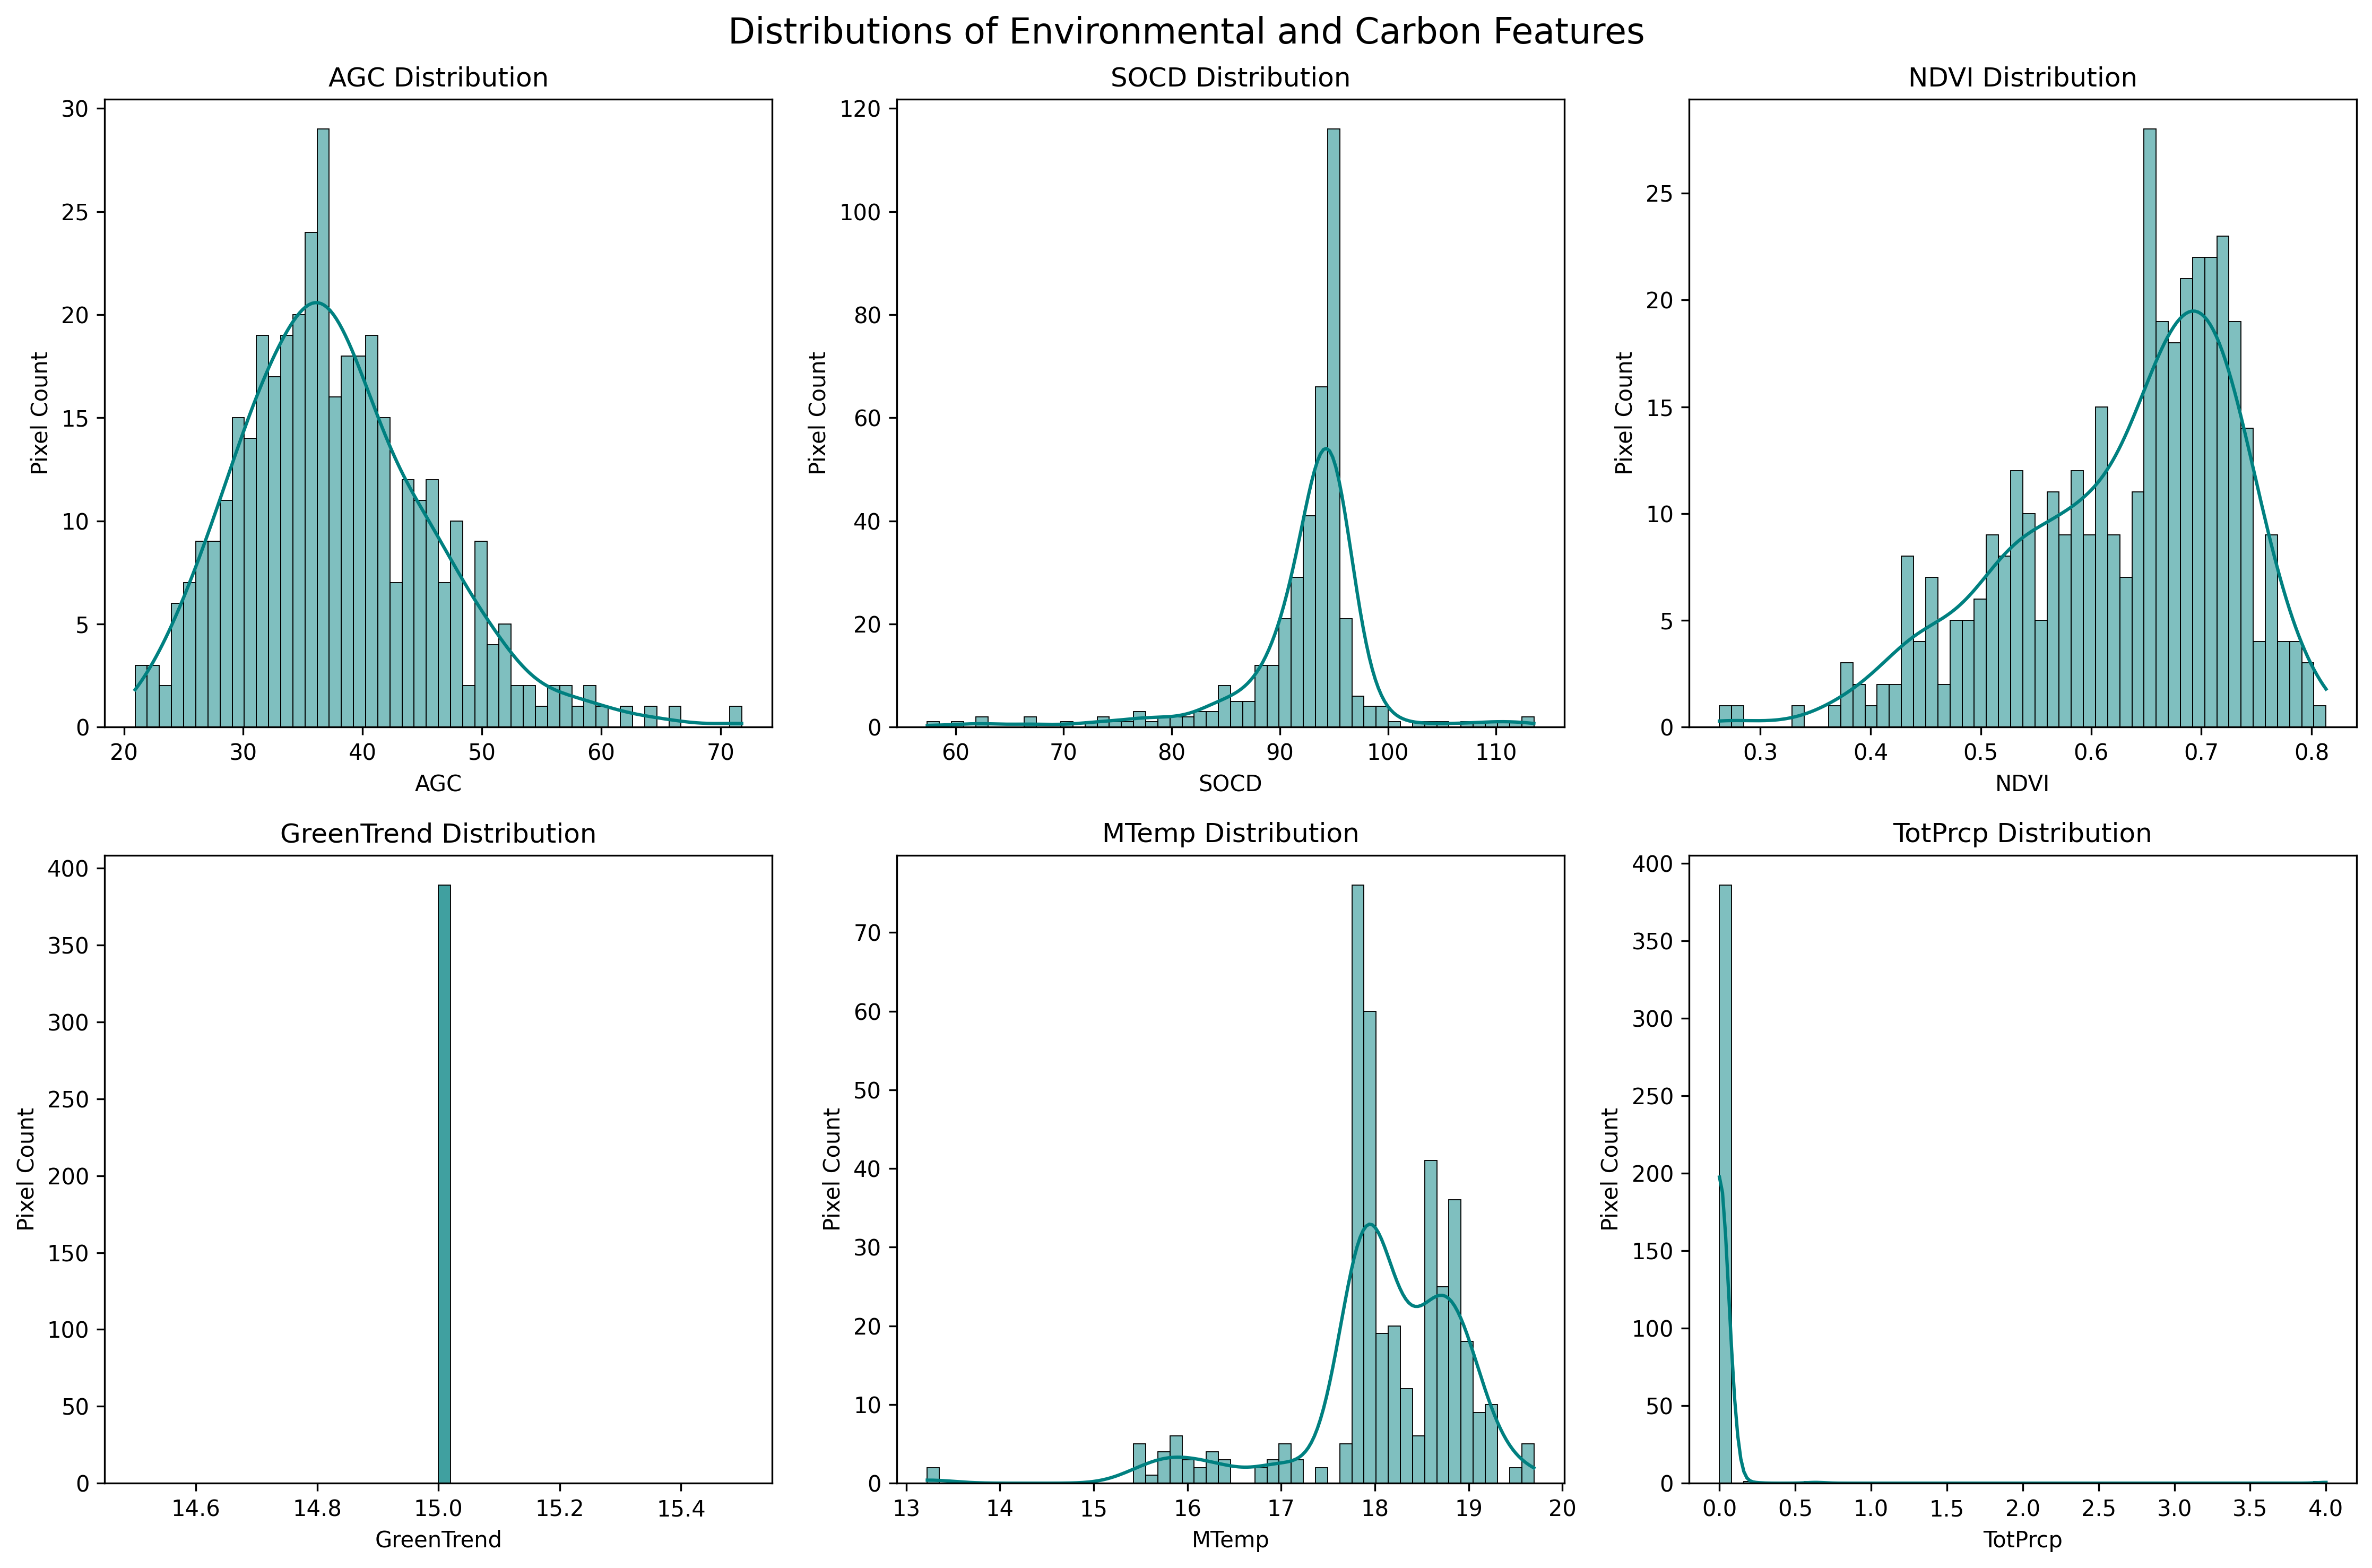 Distributions of Environmental and Carbon Features
AGC Distribution
30
25
20
15
10
5
0
Pixel Count
20 30 40 50 60 70
AGC
SOCD Distribution
120
100
80
60
40
20
0
Pixel Count
60 70 80 90 100 110
SOCD
NDVI Distribution
25
20
15
10
5
0
Pixel Count
0.3 0.4 0.5 0.6 0.7 0.8
NDVI
GreenTrend Distribution
400
350
300
250
200
150
100
50
0
Pixel Count
14.6 14.8 15.0 15.2 15.4
GreenTrend
MTemp Distribution
70
60
50
40
30
20
10
0
Pixel Count
13 14 15 16 17 18 19 20
MTemp
TotPrcp Distribution
400
350
300
250
200
150
100
50
0
Pixel Count
0.0 0.5 1.0 1.5 2.0 2.5 3.0 3.5 4.0
TotPrcp